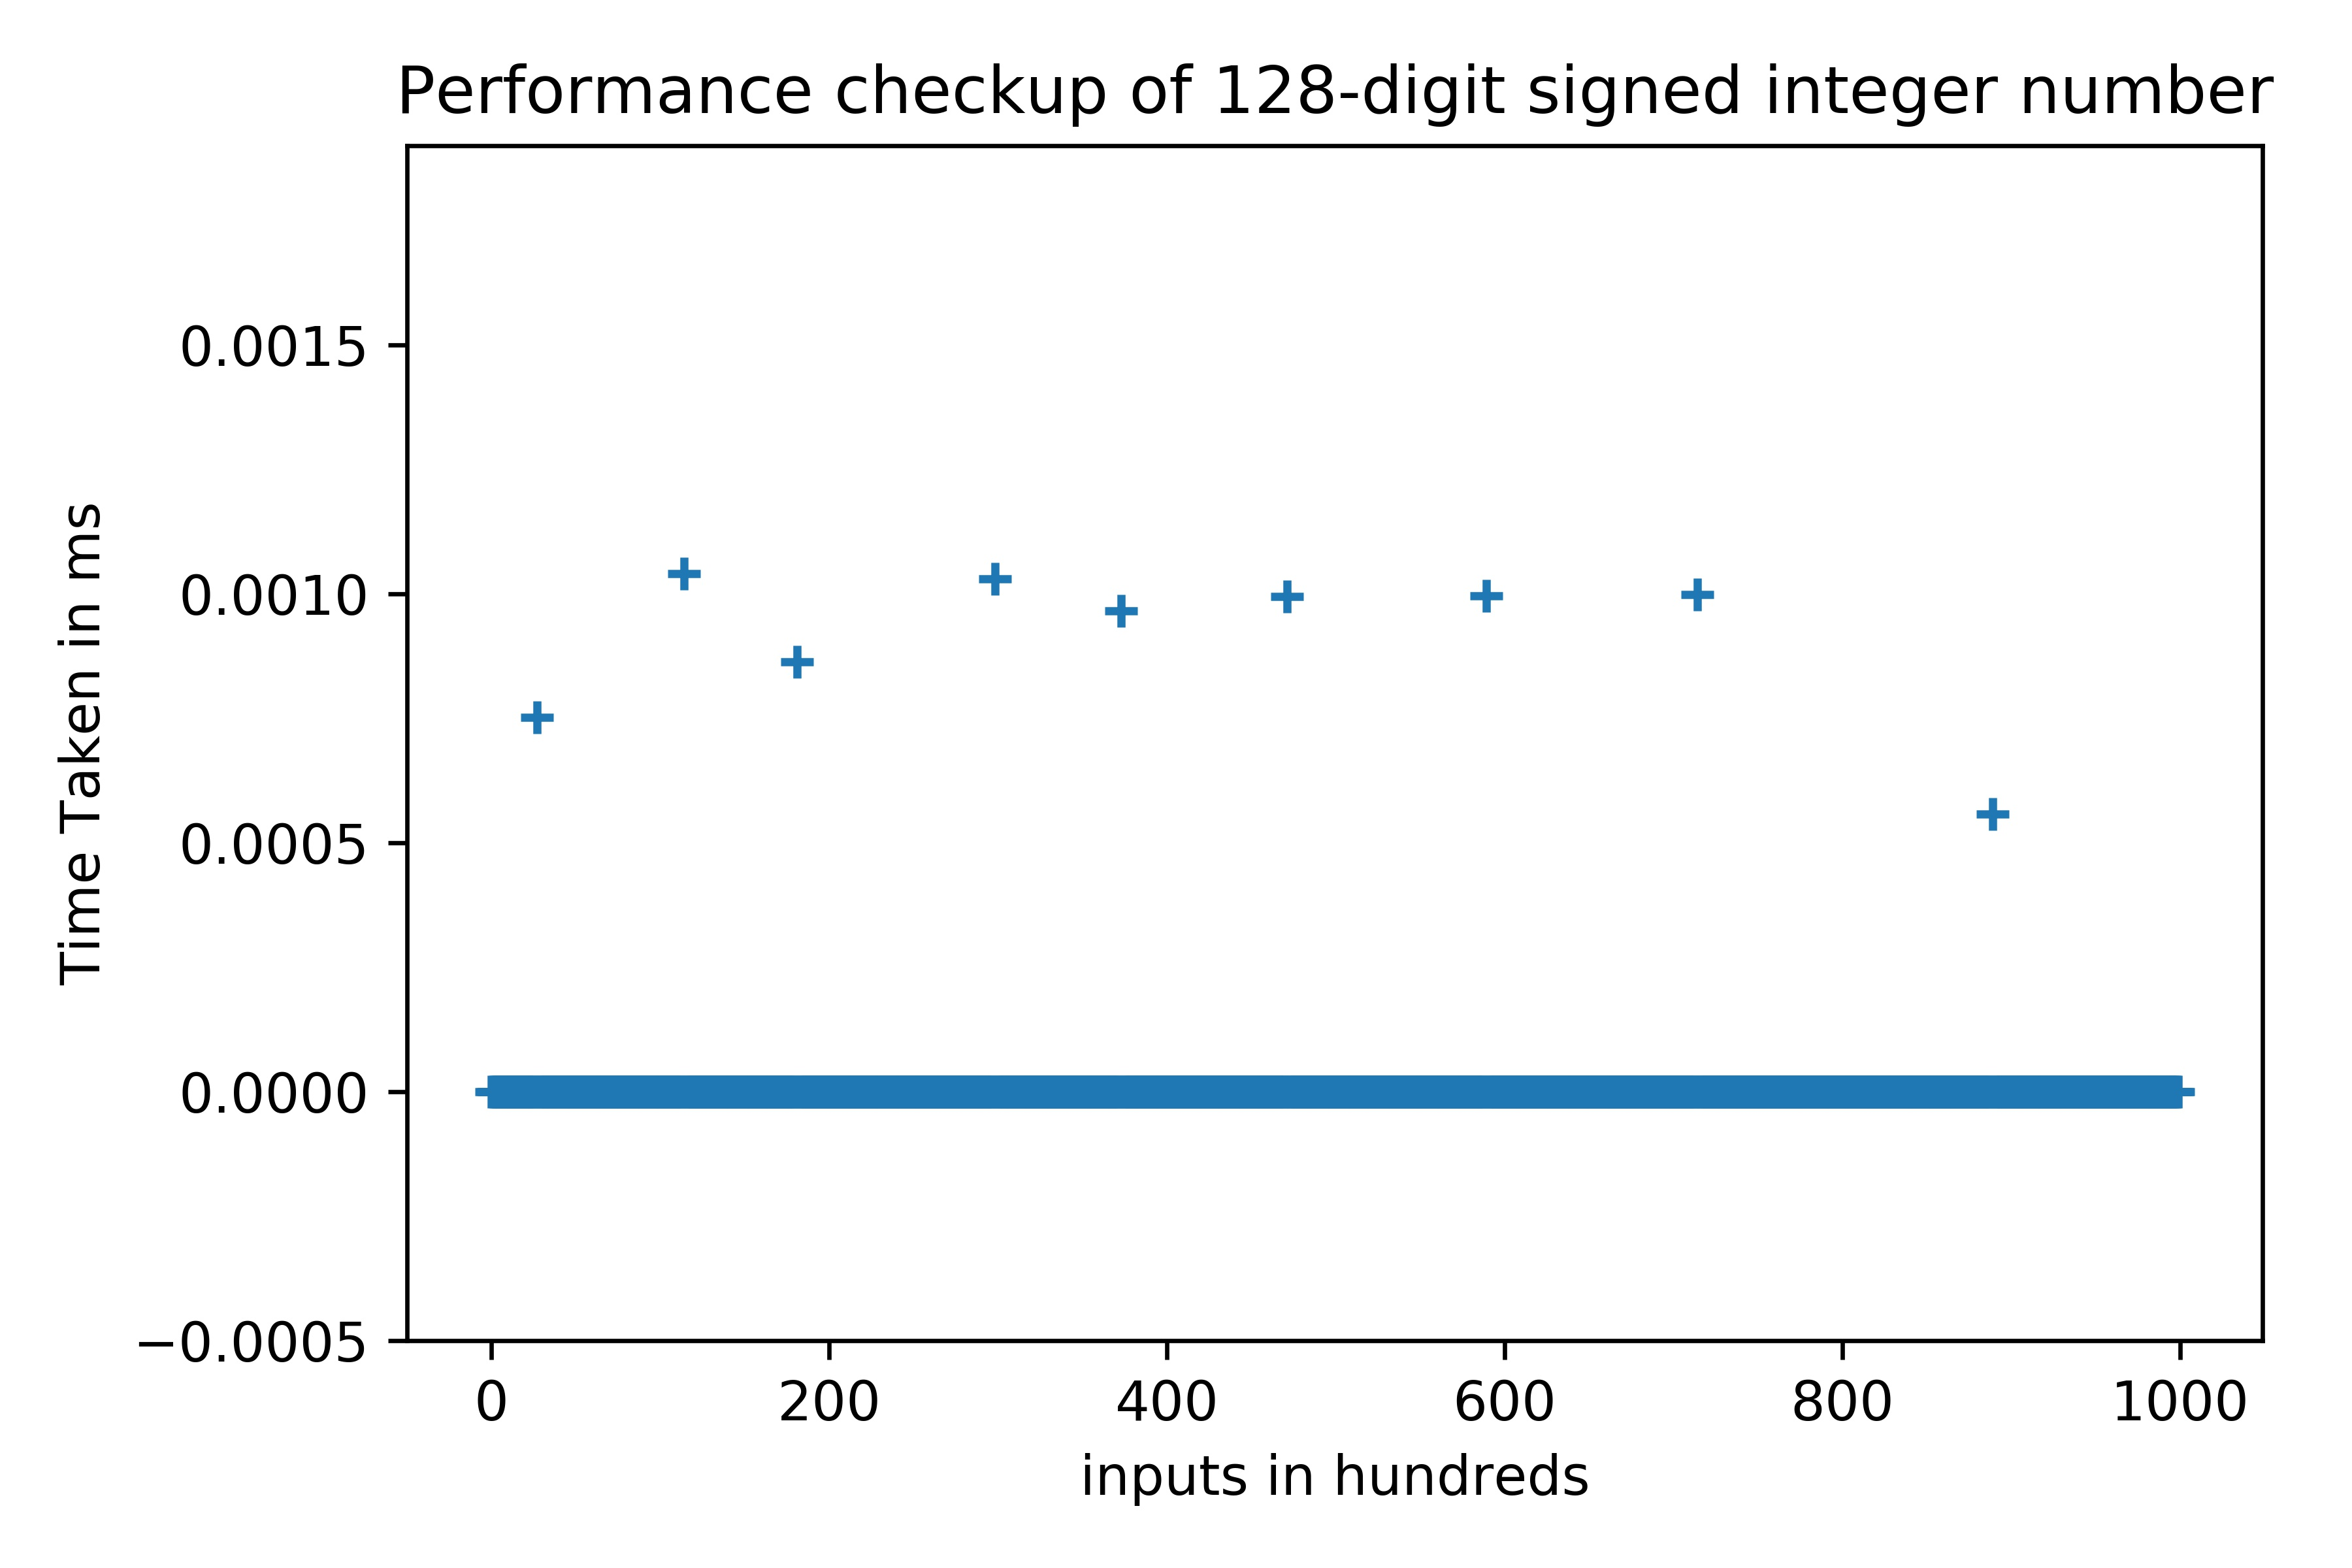 Performance checkup of 128-digit signed integer number
Time Taken in ms
0.0015
0.0010
0.0005
0.0000
−0.0005
0 200 400 600 800 1000
inputs in hundreds